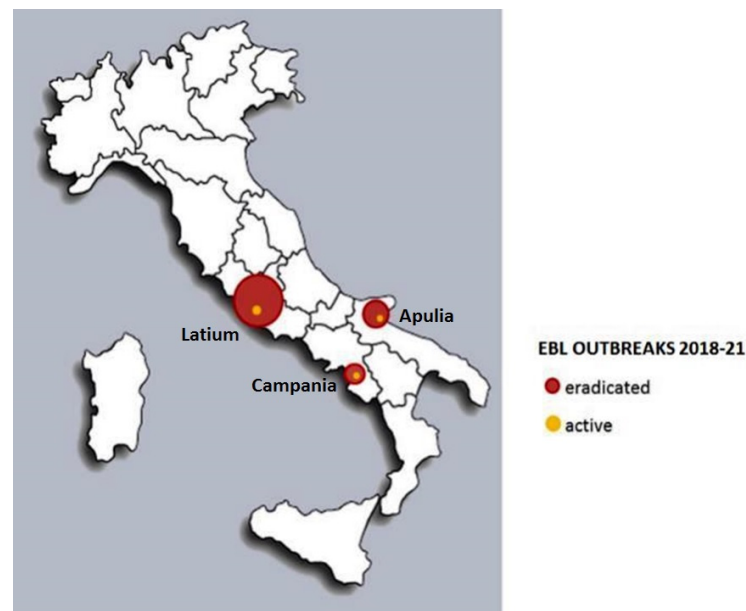 Latium
Apulia
Campania
EBL OUTBREAKS 2018-21
eradicated
active